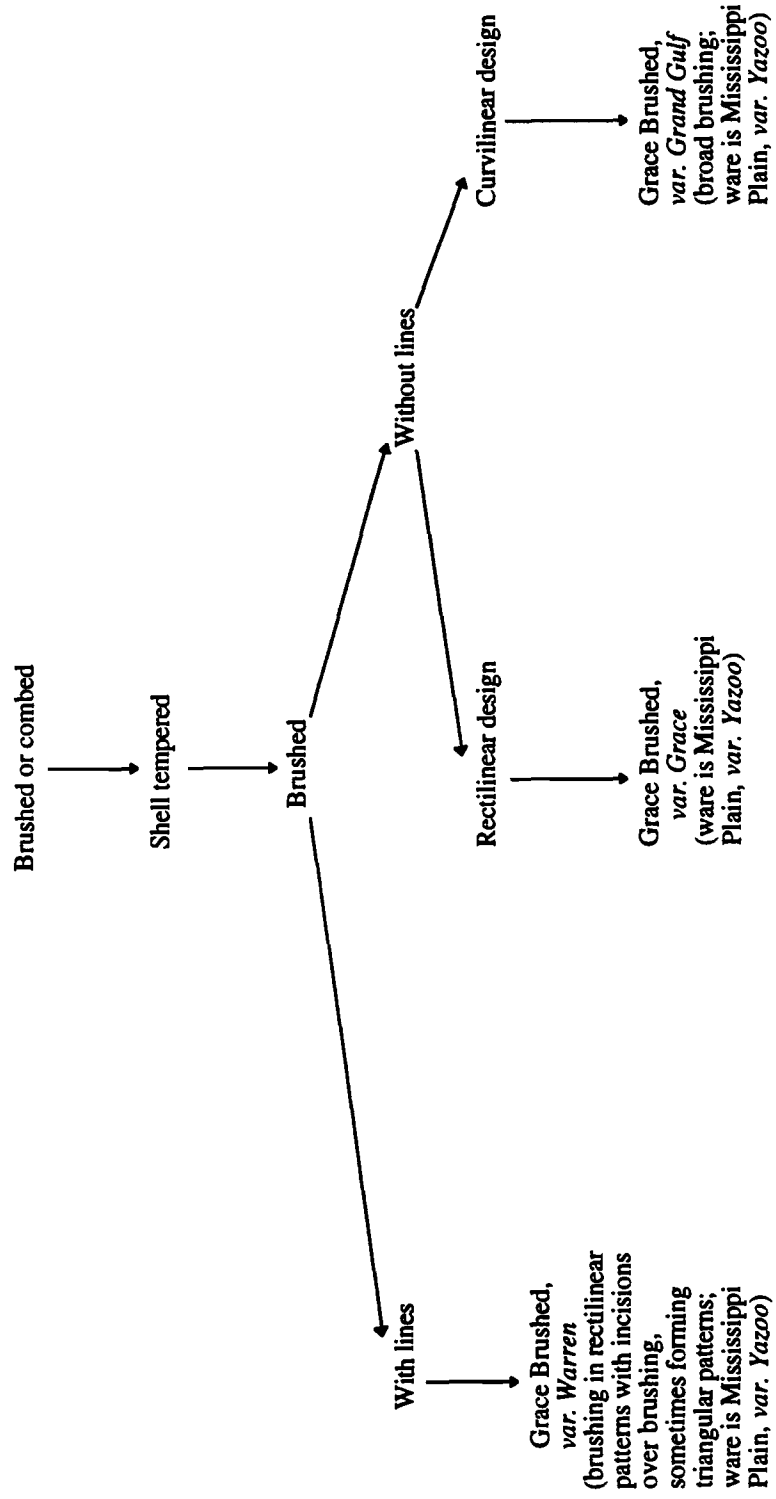 Brushed or combed
Shell tempered
Brushed
With lines
Without lines
Rectilinear design
Curvilinear design
Grace Brushed,
var. Warren
(brushing in rectilinear
patterns with incisions
over brushing,
sometimes forming
triangular patterns;
ware is Mississippi
Plain, var. Yazoo)
Grace Brushed,
var. Grace
(ware is Mississippi
Plain, var. Yazoo)
Grace Brushed,
var. Grand Gulf
(broad brushing;
ware is Mississippi
Plain, var. Yazoo)